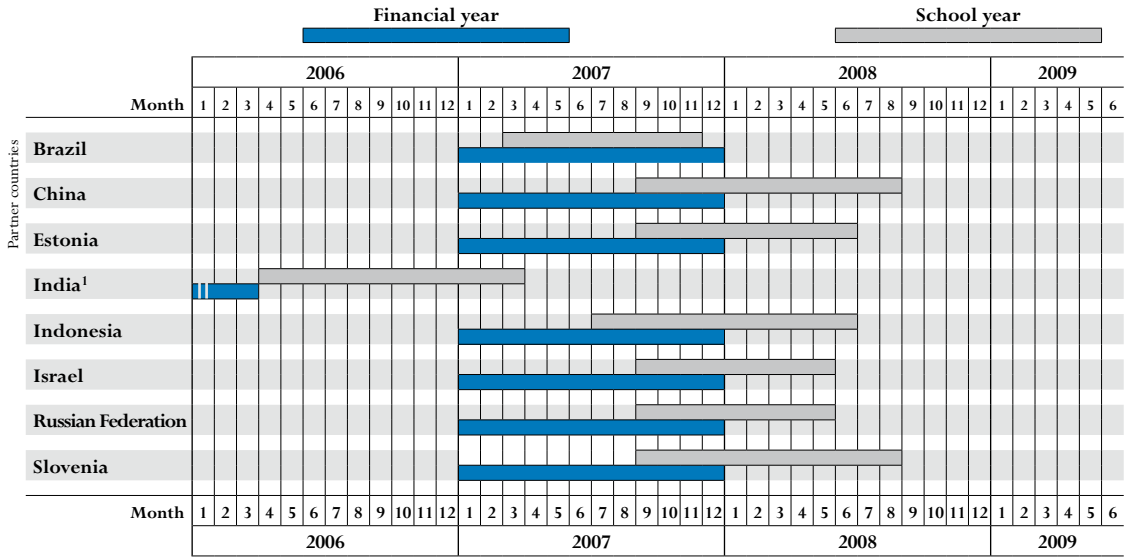 Financial year School year
2006 2007 2008 2009
Month 1 2 3 4 5 6 7 8 9 10 11 12 1 2 3 4 5 6 7 8 9 10 11 12 1 2 3 4 5 6 7 8 9 10 11 12 1 2 3 4 5 6
Partner countries
Brazil
China
Estonia
India¹
Indonesia
Israel
Russian Federation
Slovenia
Month 1 2 3 4 5 6 7 8 9 10 11 12 1 2 3 4 5 6 7 8 9 10 11 12 1 2 3 4 5 6 7 8 9 10 11 12 1 2 3 4 5 6
2006 2007 2008 2009